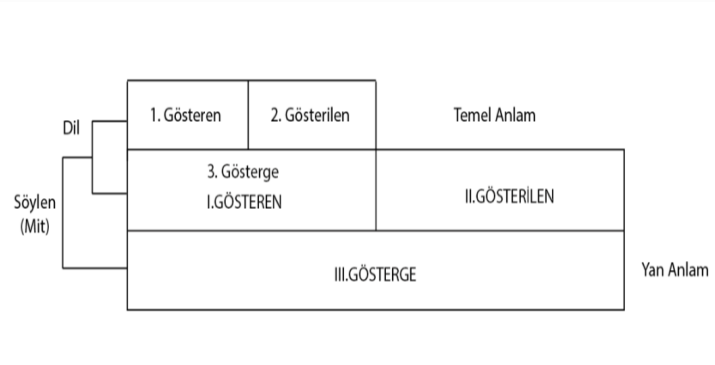 1. Gösteren
2. Gösterilen
Temel Anlam
Dil
3. Gösterge
I.GÖSTEREN
II.GÖSTERİLEN
Söylen
(Mit)
III.GÖSTERGE
Yan Anlam